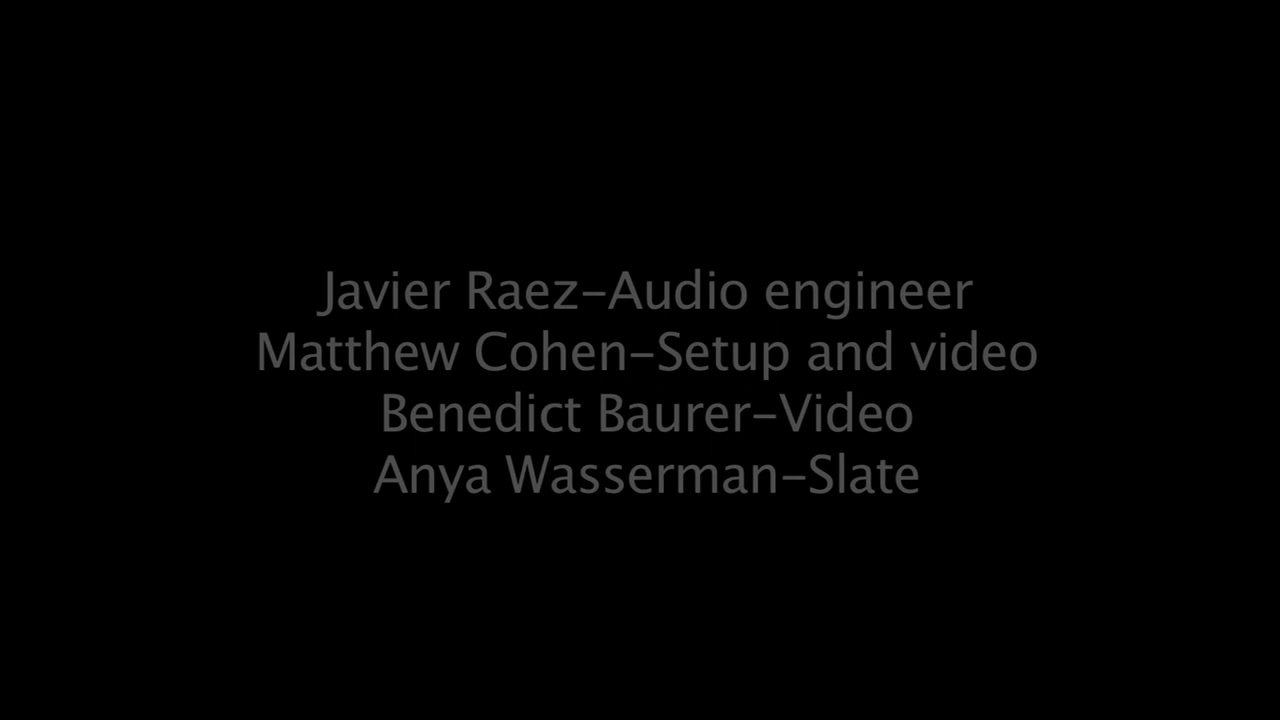 Javier Raez-Audio engineer
Matthew Cohen-Setup and video
Benedict Baurer-Video
Anya Wasserman-Slate